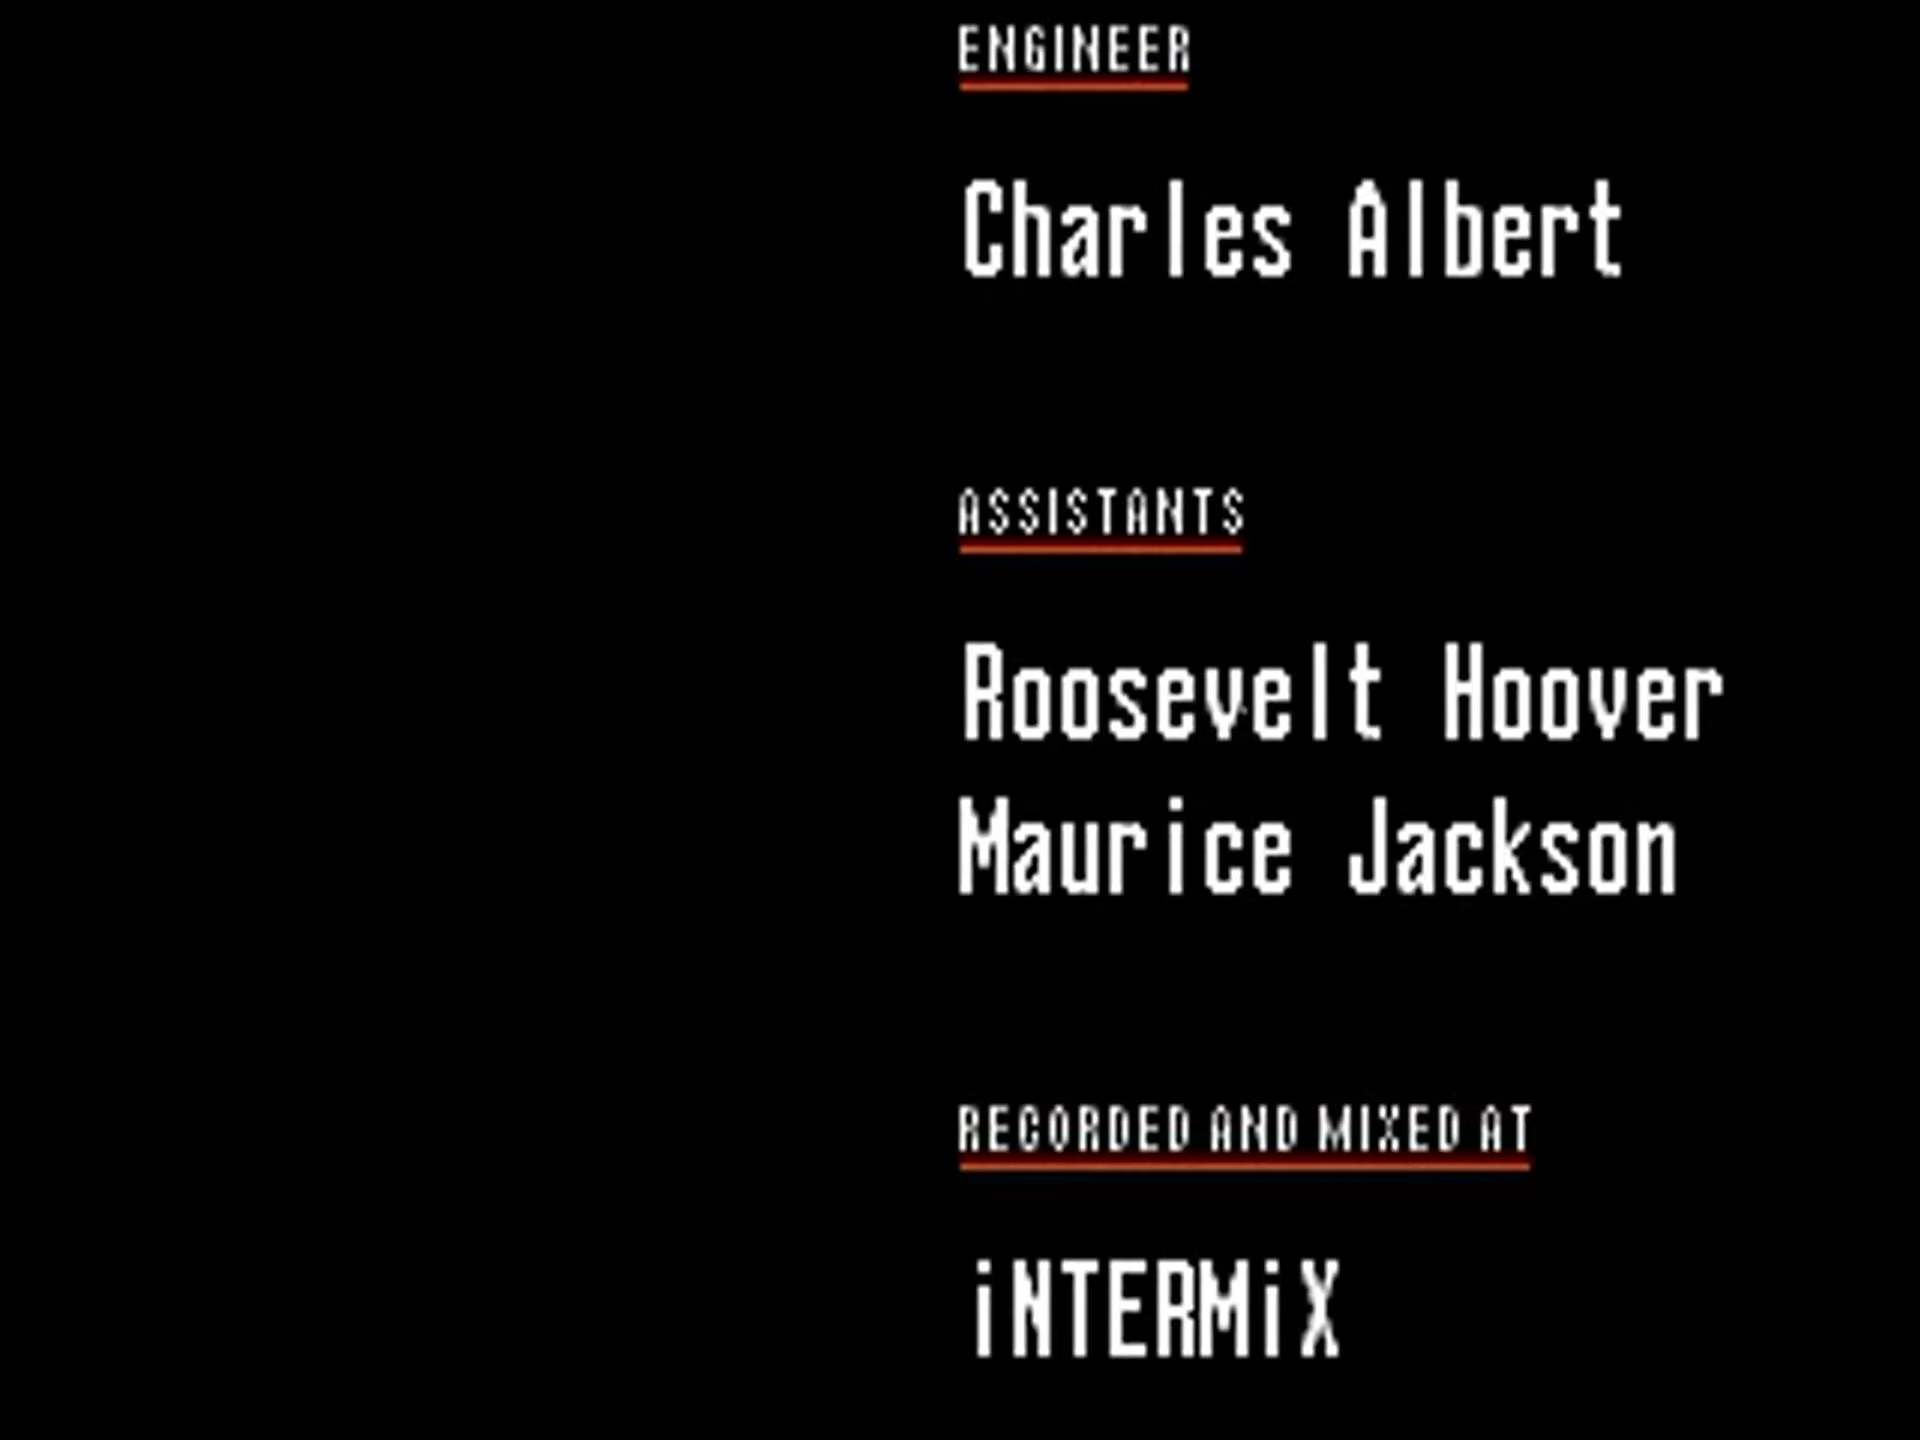 ENGINEER
Charles Albert
ASSISTANTS
Roosevelt Hoover
Maurice Jackson
RECORDED AND MIXED AT
iNTERMiX